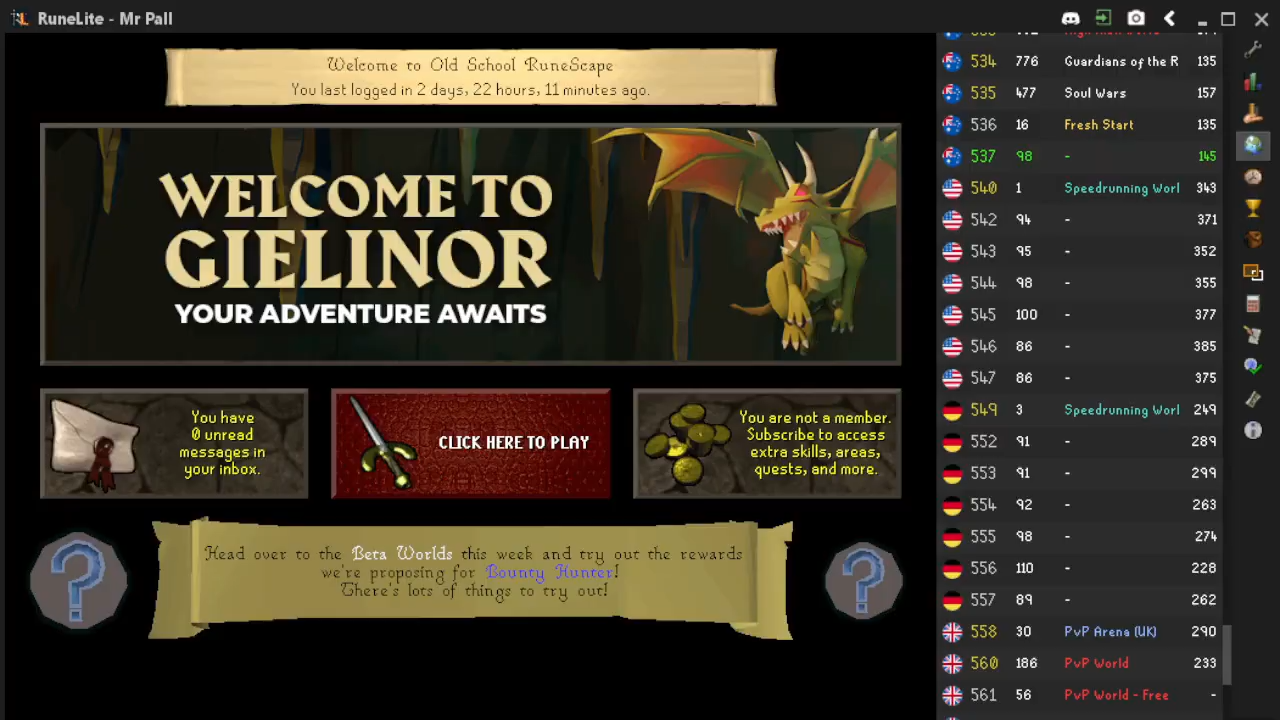 RuneLite - Mr Pall
Welcome to Old School RuneScape
You last logged in 2 days, 22 hours, 11 minutes ago.
WELCOME TO
GIELINOR
YOUR ADVENTURE AWAITS
You have
0 unread
messages in
your inbox.
CLICK HERE TO PLAY
You are not a member.
Subscribe to access
extra skills, areas,
quests, and more.
Head over to the Beta Worlds this week and try out the rewards
we're proposing for Bounty Hunter!
There's lots of things to try out!
534 776 Guardians of the R 135
535 477 Soul Wars 157
536 16 Fresh Start 135
537 98 - 145
540 1 Speedrunning Worl 343
542 94 - 371
543 95 - 352
544 98 - 355
545 100 - 377
546 86 - 385
547 86 - 375
549 3 Speedrunning Worl 249
552 91 - 289
553 91 - 299
554 92 - 263
555 98 - 274
556 110 - 228
557 89 - 262
558 30 PvP Arena (UK) 290
560 186 PvP World 233
561 56 PvP World - Free -